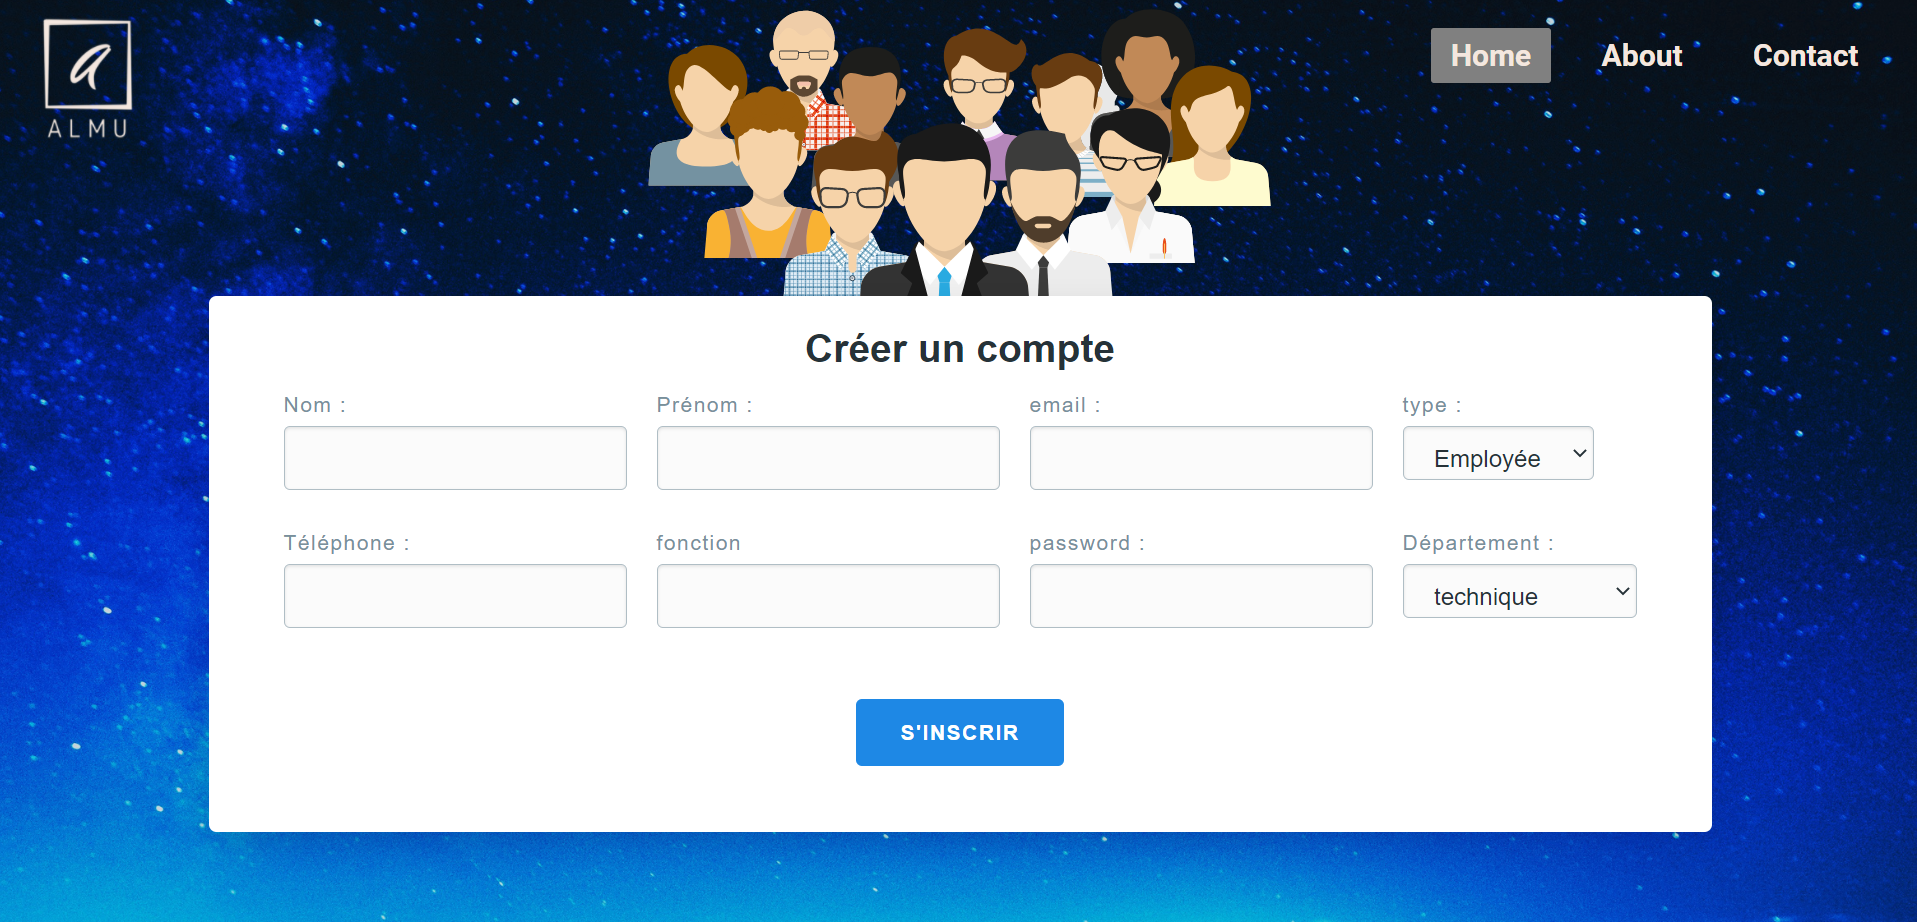 ALMU
Home About Contact
Créer un compte
Nom : Prénom : email : type :
Employée
Téléphone : fonction password : Département :
technique
S'INSCRIR